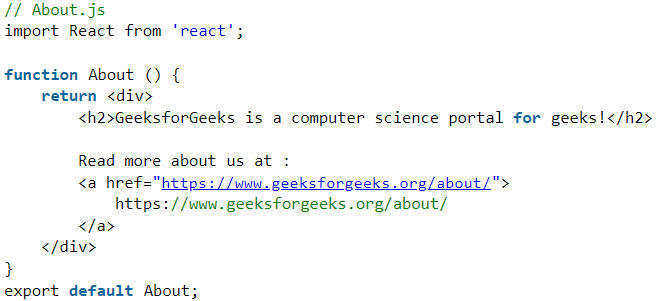 // About.js
import React from 'react';

function About () {
    return <div>
        <h2>GeeksforGeeks is a computer science portal for geeks!</h2>

        Read more about us at :
        <a href="https://www.geeksforgeeks.org/about/">
            https://www.geeksforgeeks.org/about/
        </a>
    </div>
}
export default About;